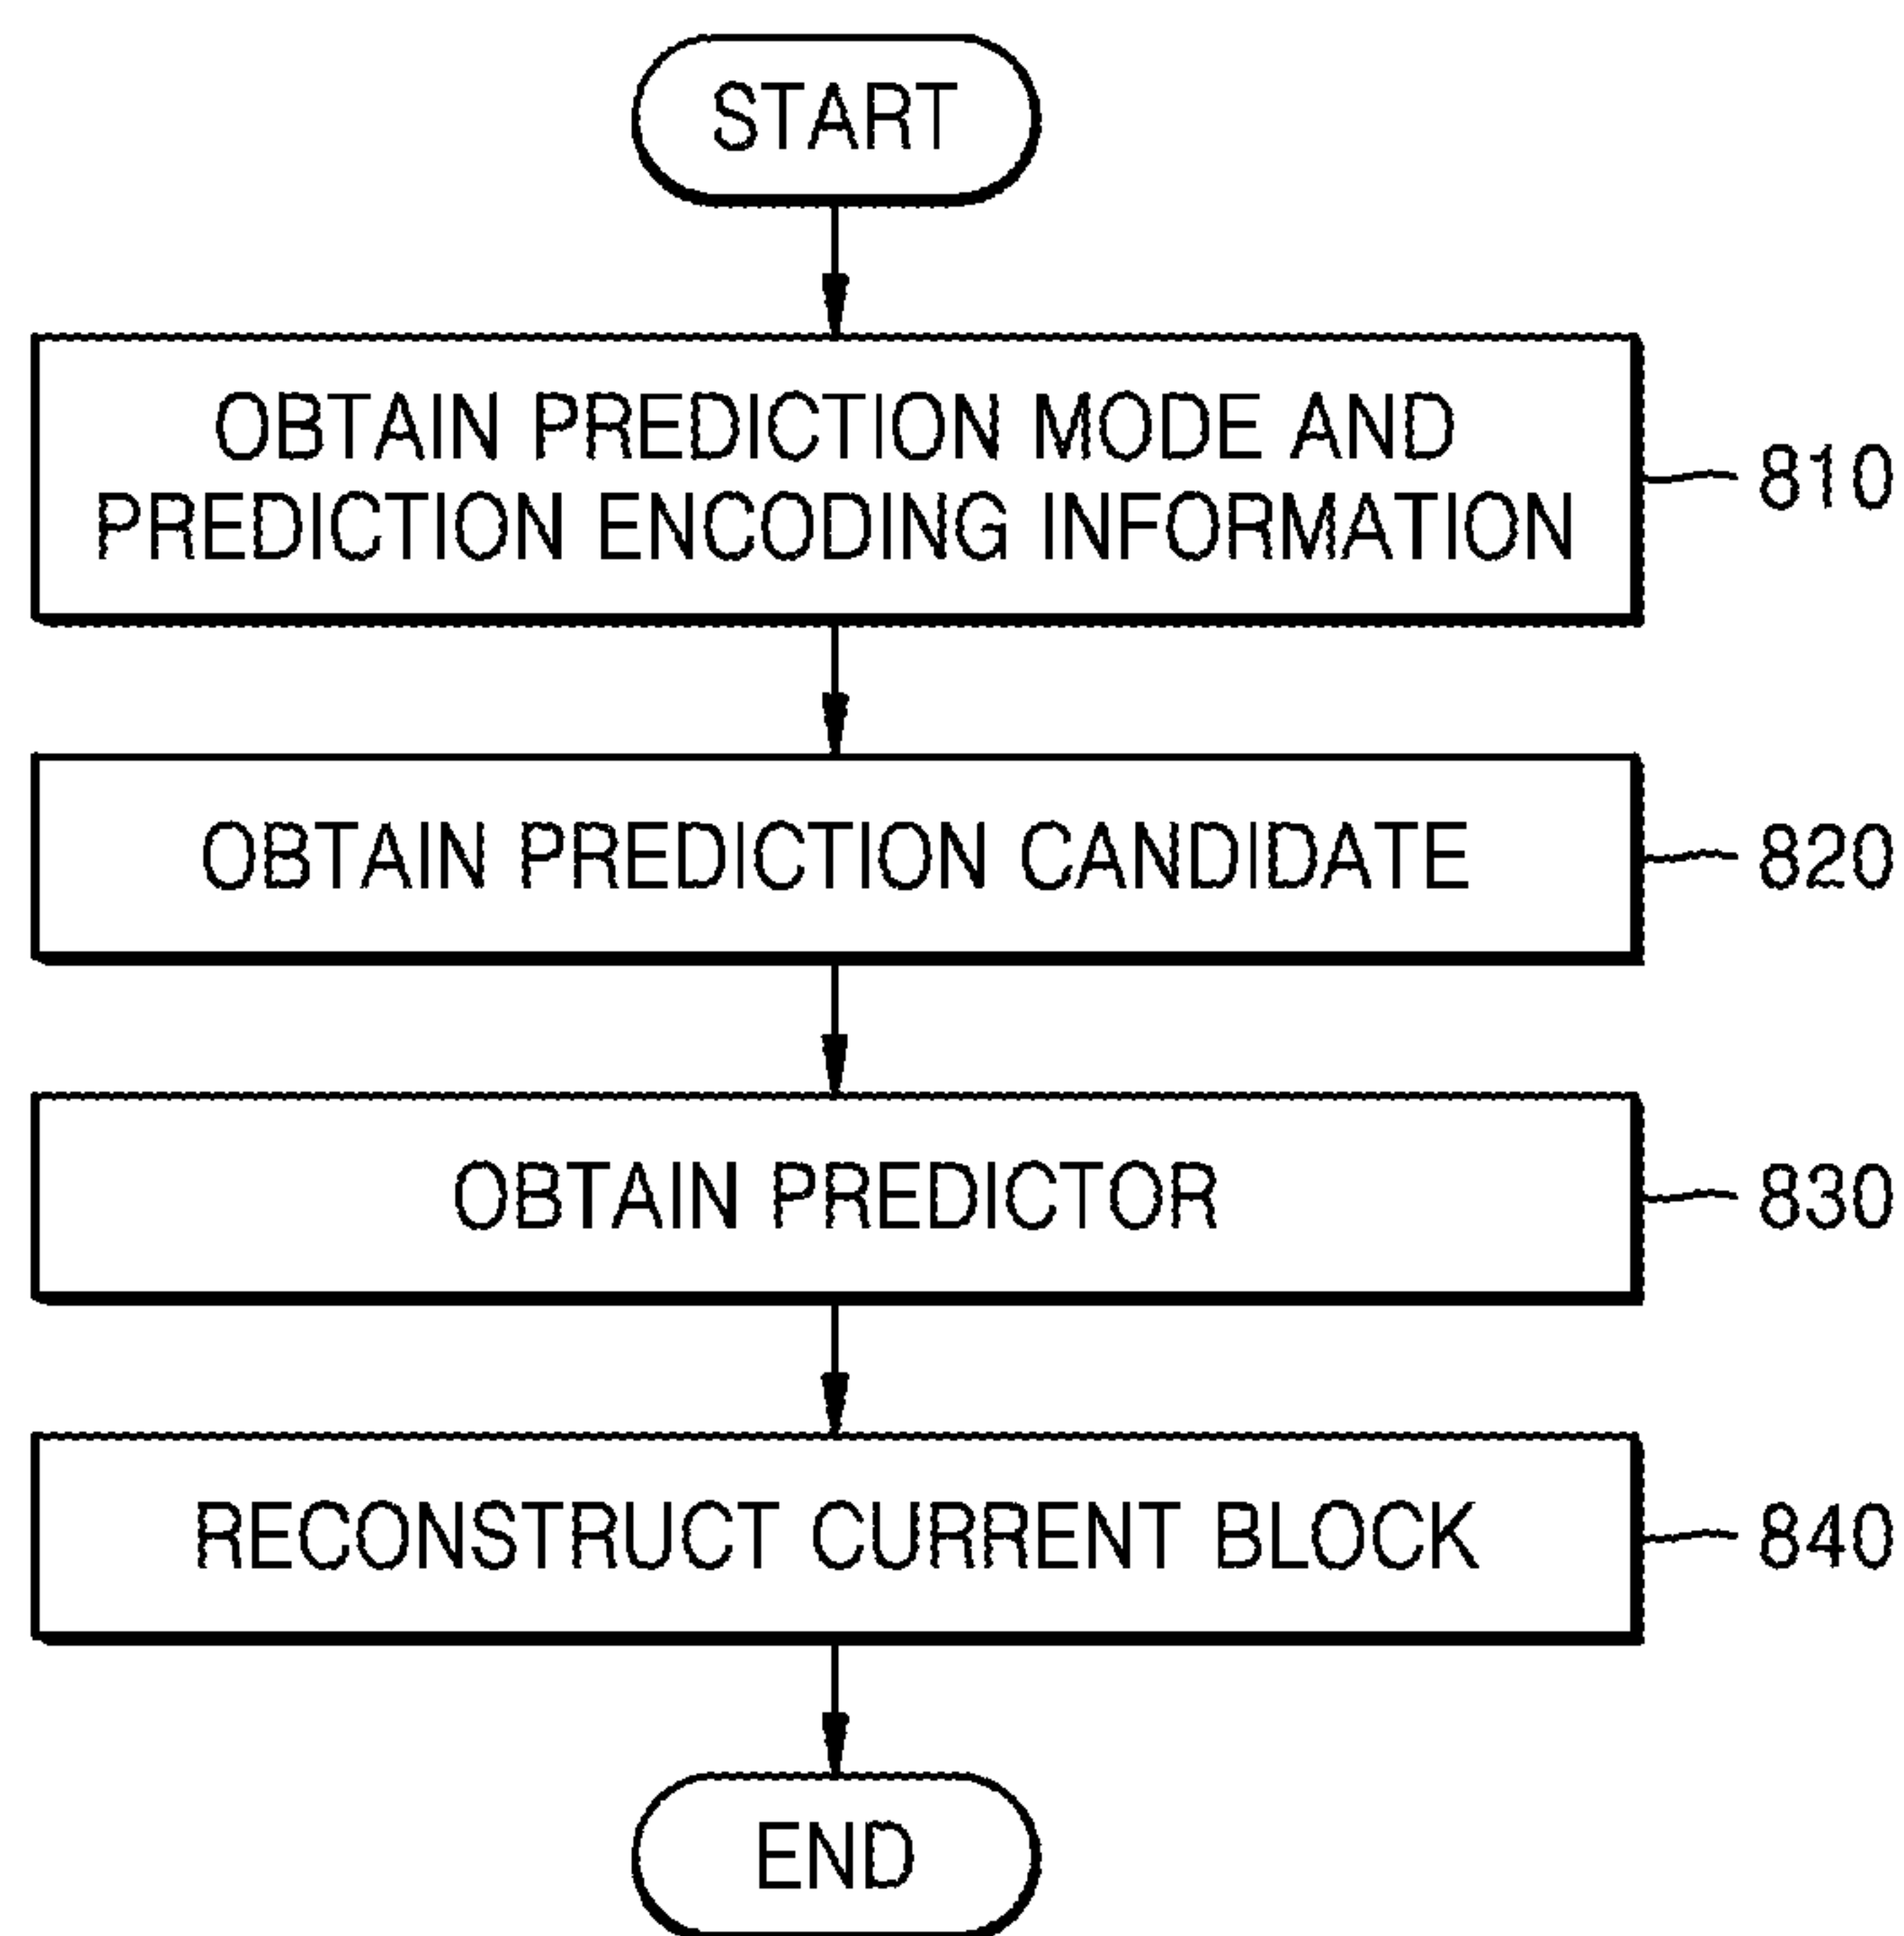 START
OBTAIN PREDICTION MODE AND
PREDICTION ENCODING INFORMATION
810
OBTAIN PREDICTION CANDIDATE
820
OBTAIN PREDICTOR
830
RECONSTRUCT CURRENT BLOCK
840
END